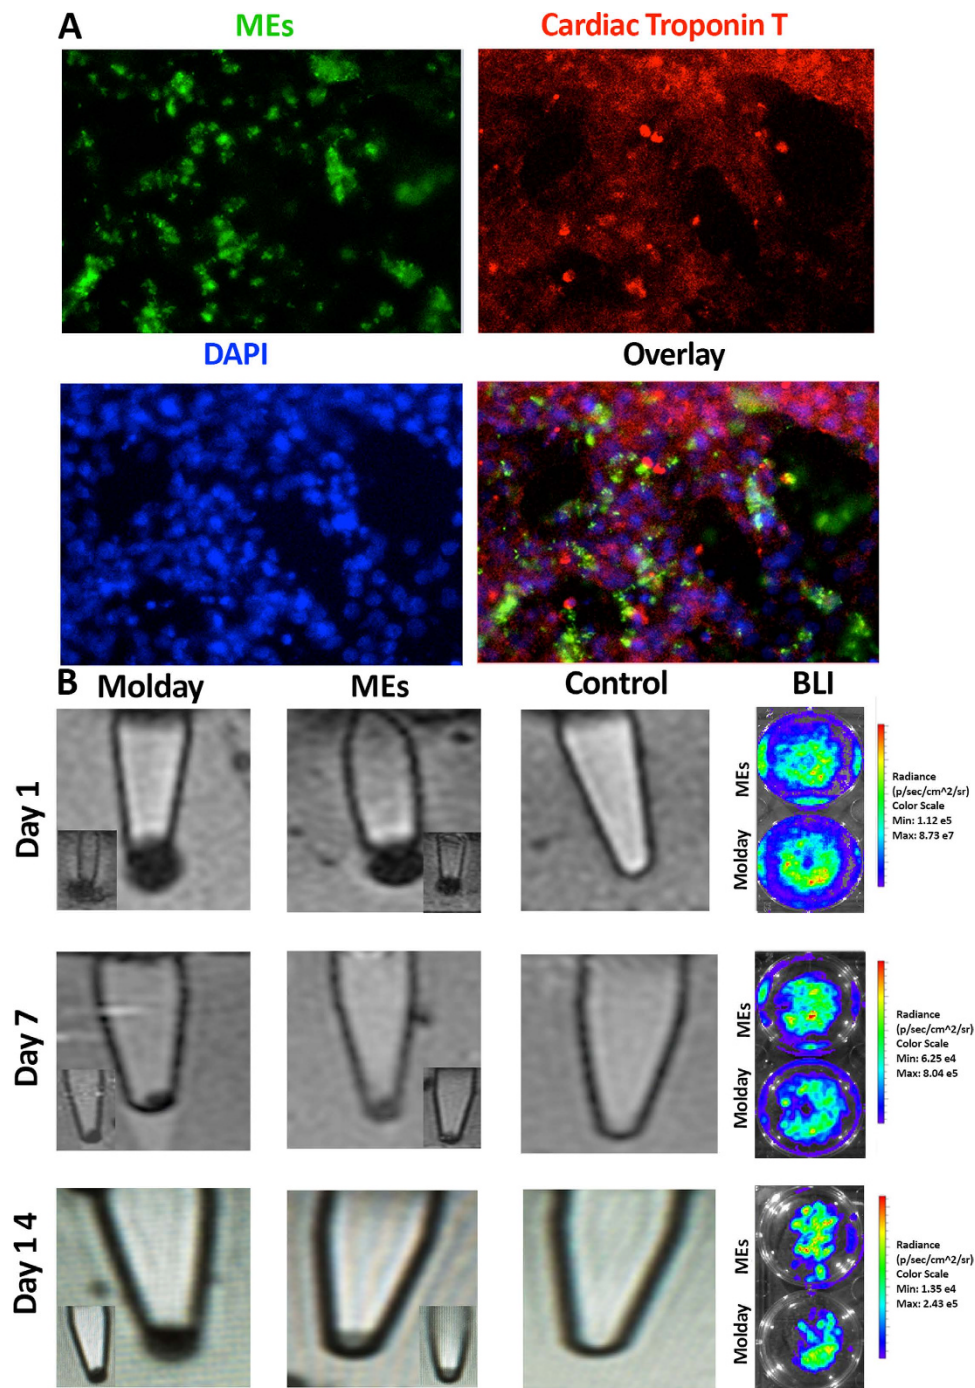 A
MEs
Cardiac Troponin T
DAPI
Overlay
B
Molday
MEs
Control
BLI
Day 1
MEs
Molday
Radiance
(p/sec/cm^2/sr)
Color Scale
Min: 1.12 e5
Max: 8.73 e7
Day 7
MEs
Molday
Radiance
(p/sec/cm^2/sr)
Color Scale
Min: 6.25 e4
Max: 8.04 e5
Day 1 4
MEs
Molday
Radiance
(p/sec/cm^2/sr)
Color Scale
Min: 1.35 e4
Max: 2.43 e5